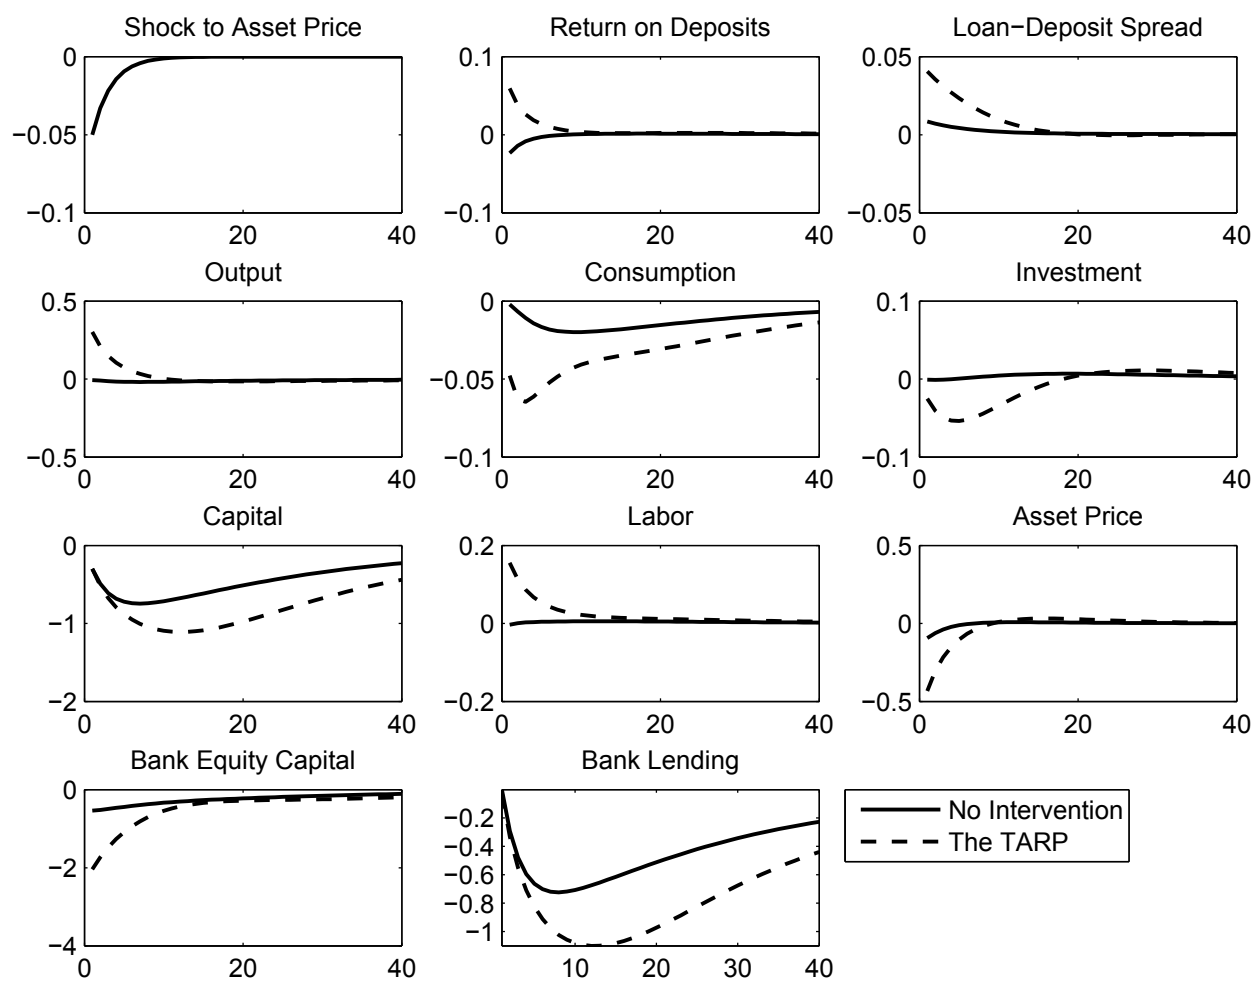 Shock to Asset Price
Return on Deposits
Loan−Deposit Spread
0
−0.05
−0.1
0 20 40
0.1
0
−0.1
0 20 40
0.05
0
−0.05
0 20 40
Output
Consumption
Investment
0.5
0
−0.5
0 20 40
0
−0.05
−0.1
0 20 40
0.1
0
−0.1
0 20 40
Capital
Labor
Asset Price
0
−1
−2
0 20 40
0.2
0
−0.2
0 20 40
0.5
0
−0.5
0 20 40
Bank Equity Capital
Bank Lending
0
−2
−4
0 20 40
−0.2
−0.4
−0.6
−0.8
−1
10 20 30 40
No Intervention
The TARP